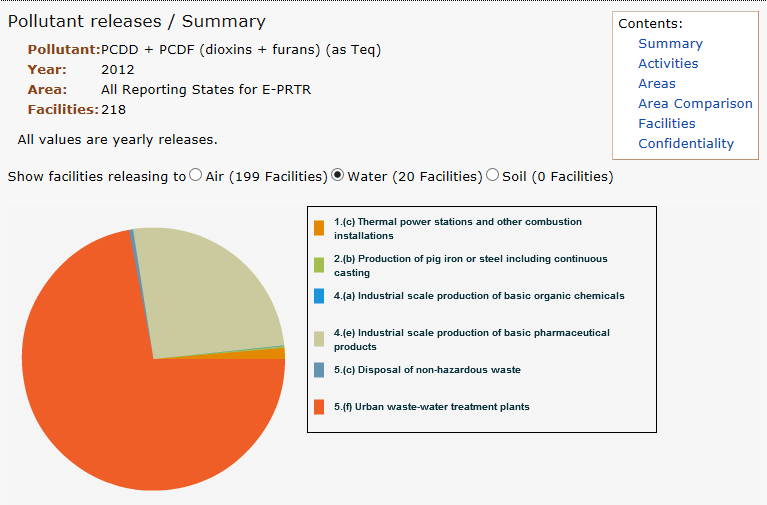 Pollutant releases / Summary
Pollutant:PCDD + PCDF (dioxins + furans) (as Teq)
Year: 2012
Area: All Reporting States for E-PRTR
Facilities: 218
All values are yearly releases.
Contents:
Summary
Activities
Areas
Area Comparison
Facilities
Confidentiality
Show facilities releasing to Air (199 Facilities) Water (20 Facilities) Soil (0 Facilities)
1.(c) Thermal power stations and other combustion
installations
2.(b) Production of pig iron or steel including continuous
casting
4.(a) Industrial scale production of basic organic chemicals
4.(e) Industrial scale production of basic pharmaceutical
products
5.(c) Disposal of non-hazardous waste
5.(f) Urban waste-water treatment plants